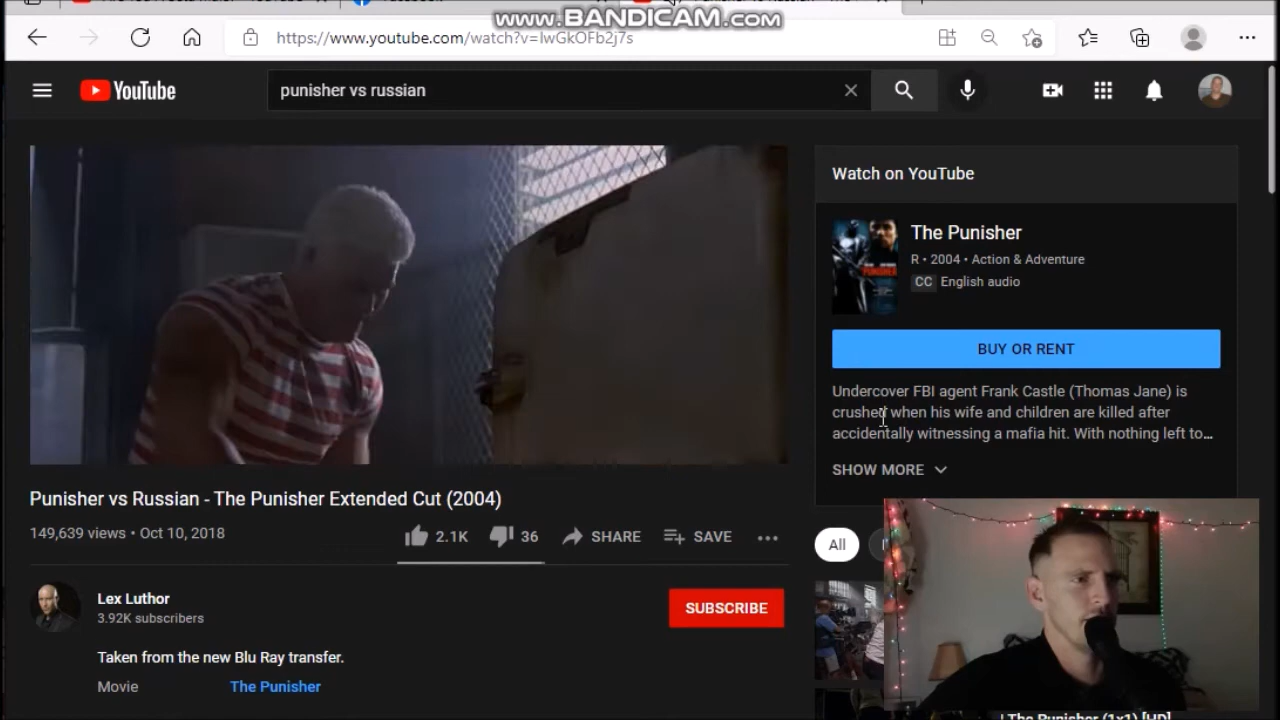 www.BANDICAM.com
https://www.youtube.com/watch?v=lwGkOFb2j7s
YouTube
punisher vs russian
Watch on YouTube
The Punisher
R • 2004 • Action & Adventure
CC English audio
BUY OR RENT
Undercover FBI agent Frank Castle (Thomas Jane) is
crushed when his wife and children are killed after
accidentally witnessing a mafia hit. With nothing left to...
SHOW MORE
Punisher vs Russian - The Punisher Extended Cut (2004)
149,639 views • Oct 10, 2018
2.1K
36
SHARE
SAVE
All
Lex Luthor
3.92K subscribers
SUBSCRIBE
Taken from the new Blu Ray transfer.
Movie
The Punisher
! The Punisher (1x1) [HD]